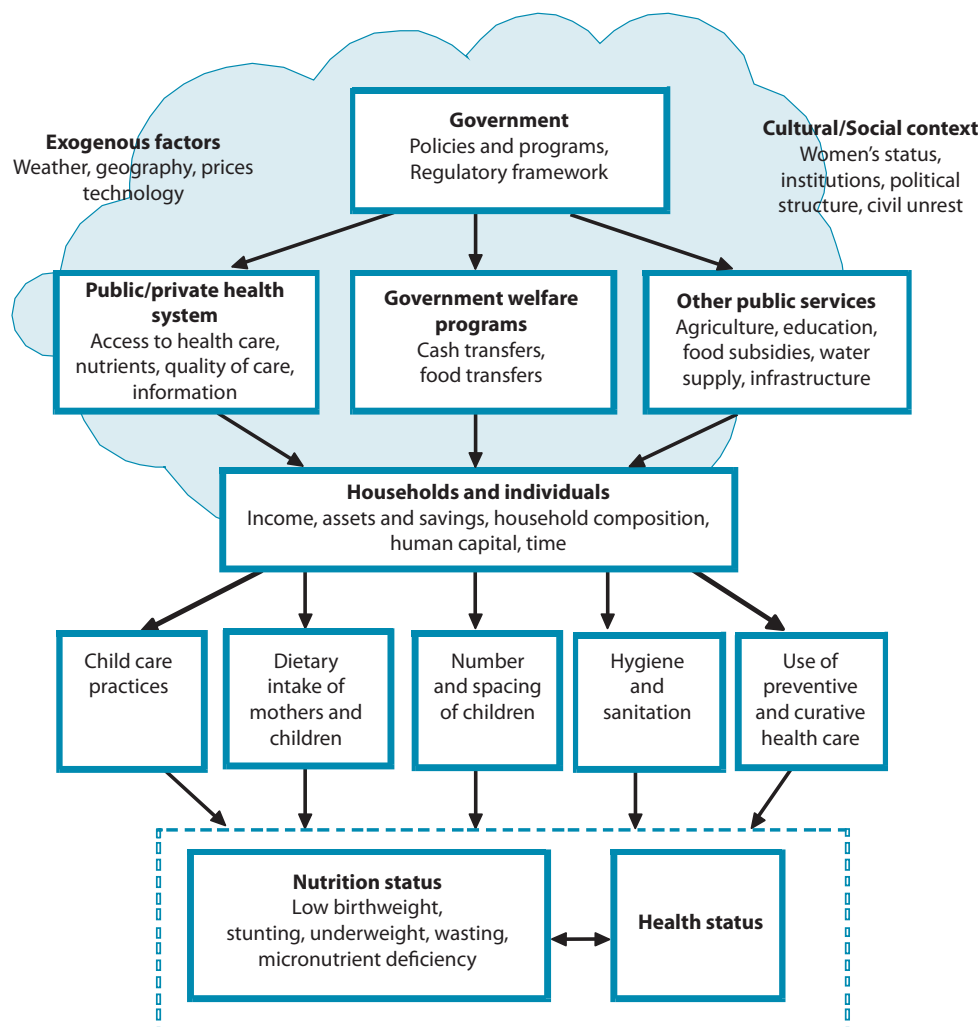 Government
Policies and programs,
Regulatory framework
Exogenous factors
Weather, geography, prices
technology
Cultural/Social context
Women’s status,
institutions, political
structure, civil unrest
Public/private health
system
Access to health care,
nutrients, quality of care,
information
Government welfare
programs
Cash transfers,
food transfers
Other public services
Agriculture, education,
food subsidies, water
supply, infrastructure
Households and individuals
Income, assets and savings, household composition,
human capital, time
Child care
practices
Dietary
intake of
mothers and
children
Number
and spacing
of children
Hygiene
and
sanitation
Use of
preventive
and curative
health care
Nutrition status
Low birthweight,
stunting, underweight, wasting,
micronutrient deficiency
Health status